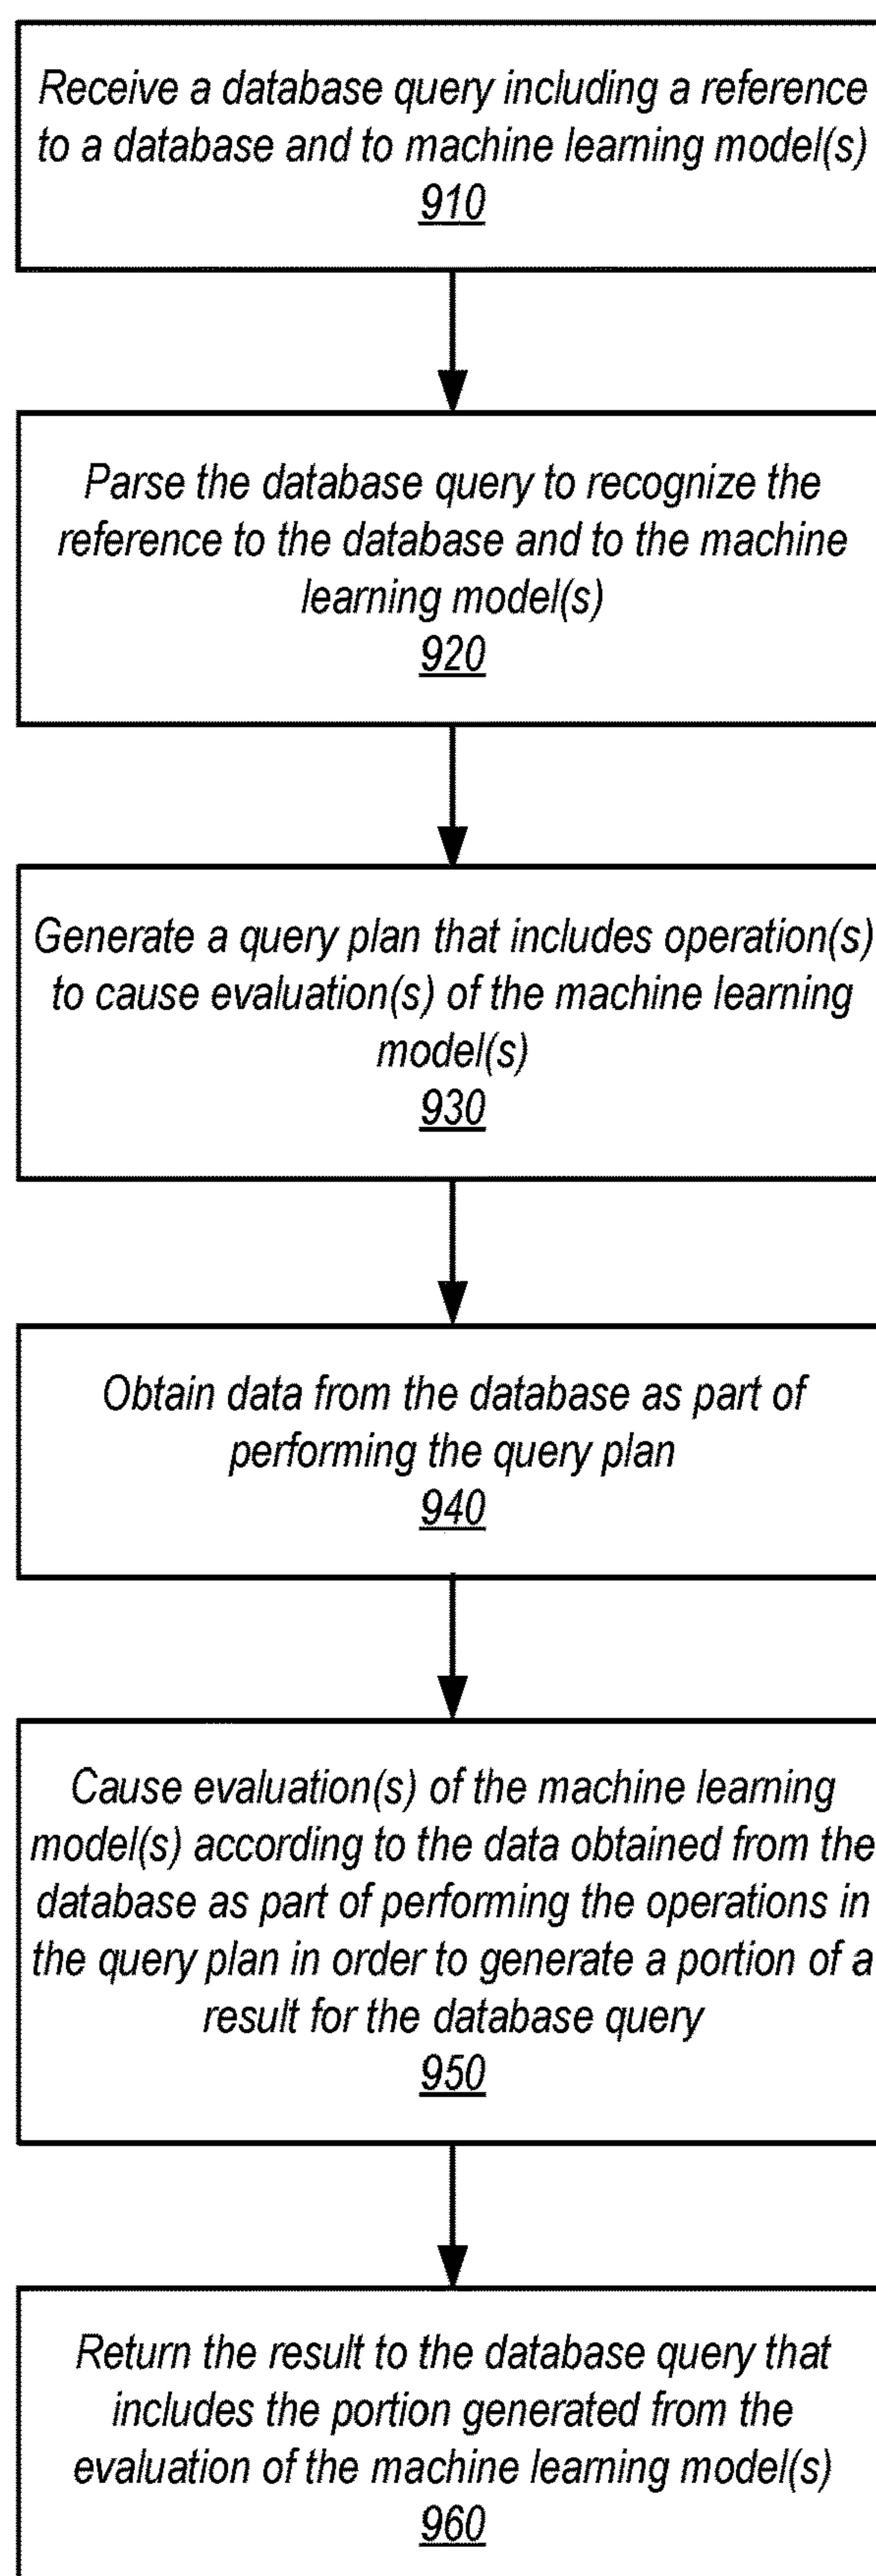 Receive a database query including a reference
to a database and to machine learning model(s)
910
Parse the database query to recognize the
reference to the database and to the machine
learning model(s)
920
Generate a query plan that includes operation(s)
to cause evaluation(s) of the machine learning
model(s)
930
Obtain data from the database as part of
performing the query plan
940
Cause evaluation(s) of the machine learning
model(s) according to the data obtained from the
database as part of performing the operations in
the query plan in order to generate a portion of a
result for the database query
950
Return the result to the database query that
includes the portion generated from the
evaluation of the machine learning model(s)
960